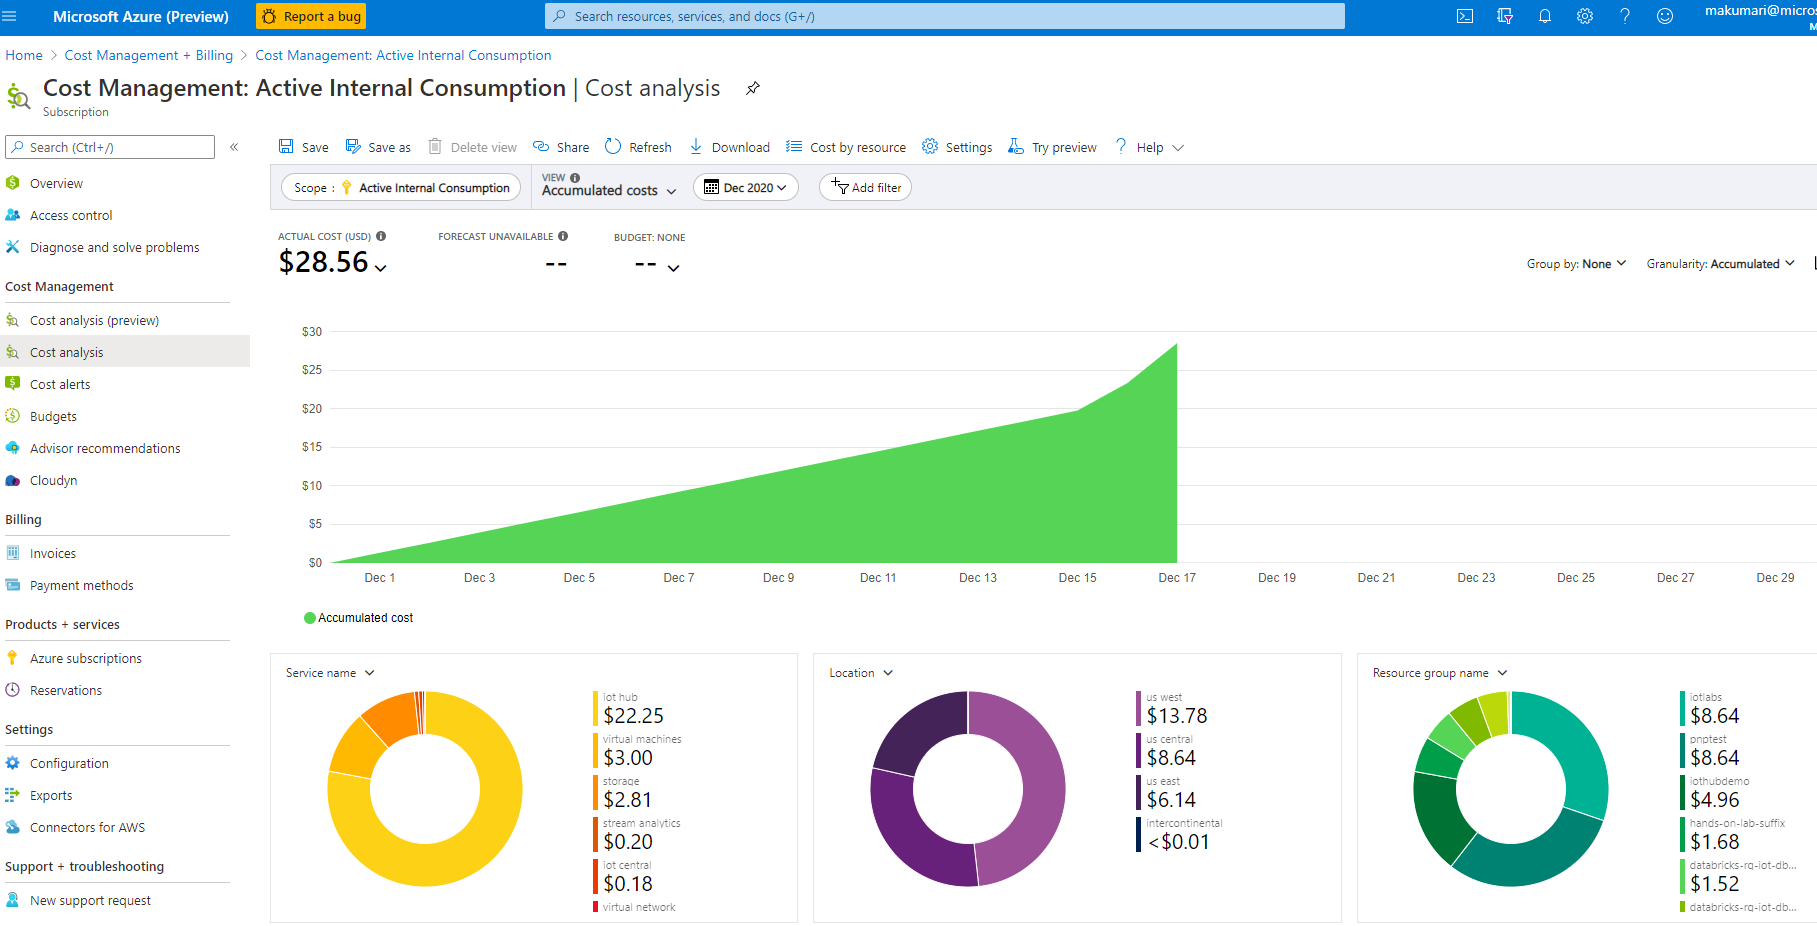 Microsoft Azure (Preview)
Report a bug
Search resources, services, and docs (G+/)
makumari@micros
M
Home > Cost Management + Billing > Cost Management: Active Internal Consumption
Cost Management: Active Internal Consumption | Cost analysis
Subscription
Search (Ctrl+/)
«
Overview
Access control
Diagnose and solve problems
Cost Management
Cost analysis (preview)
Cost analysis
Cost alerts
Budgets
Advisor recommendations
Cloudyn
Billing
Invoices
Payment methods
Products + services
Azure subscriptions
Reservations
Settings
Configuration
Exports
Connectors for AWS
Support + troubleshooting
New support request
Save
Save as
Delete view
Share
Refresh
Download
Cost by resource
Settings
Try preview
Help
Scope : Active Internal Consumption
VIEW
Accumulated costs
Dec 2020
Add filter
ACTUAL COST (USD)
$28.56
FORECAST UNAVAILABLE
--
BUDGET: NONE
--
Group by: None
Granularity: Accumulated
$30
$25
$20
$15
$10
$5
$0
Dec 1
Dec 3
Dec 5
Dec 7
Dec 9
Dec 11
Dec 13
Dec 15
Dec 17
Dec 19
Dec 21
Dec 23
Dec 25
Dec 27
Dec 29
Accumulated cost
Service name
iot hub
$22.25
virtual machines
$3.00
storage
$2.81
stream analytics
$0.20
iot central
$0.18
virtual network
Location
us west
$13.78
us central
$8.64
us east
$6.14
intercontinental
<$0.01
Resource group name
iotlabs
$8.64
pnptest
$8.64
iothubdemo
$4.96
hands-on-lab-suffix
$1.68
databricks-rg-iot-db...
$1.52
databricks-rg-iot-db...